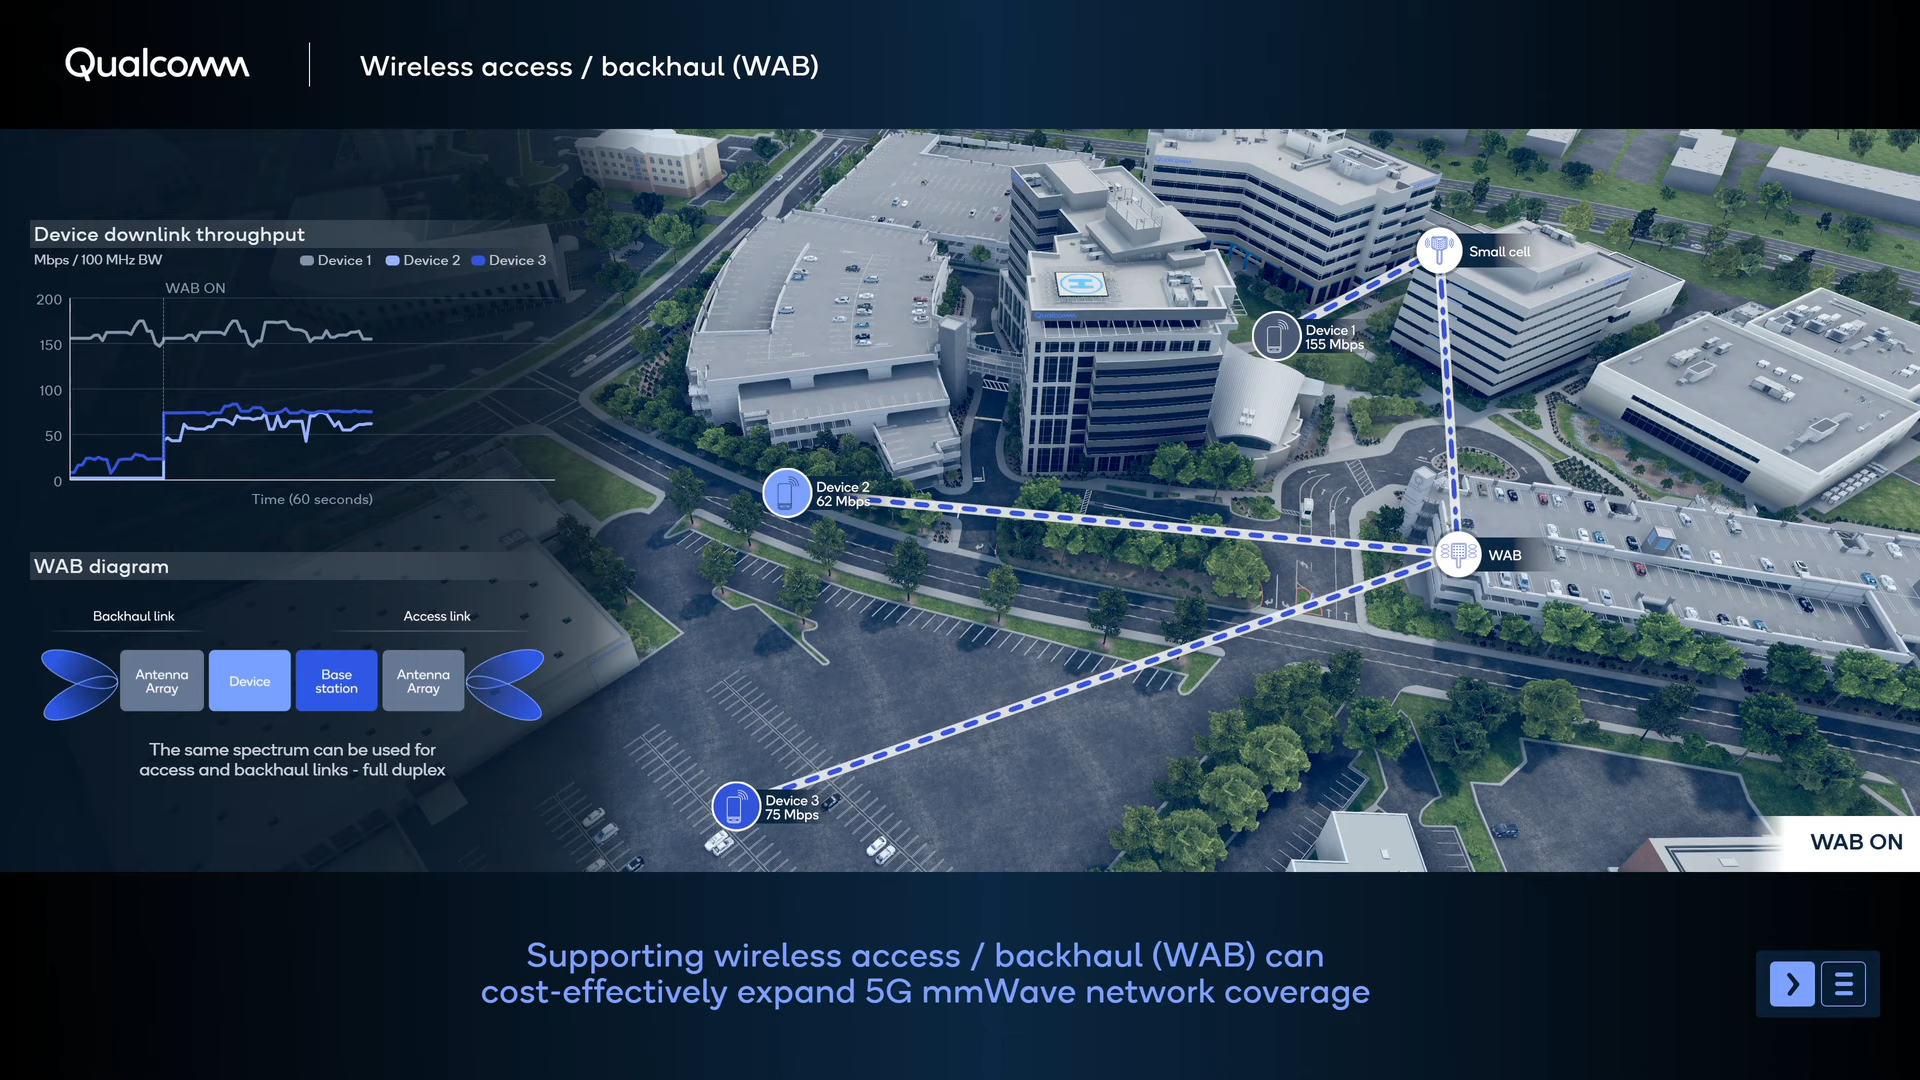 Qualcomm
Wireless access / backhaul (WAB)
Device downlink throughput
Mbps / 100 MHz BW
Device 1
Device 2
Device 3
WAB ON
200
150
100
50
0
Time (60 seconds)
WAB diagram
Backhaul link
Access link
Antenna
Array
Device
Base
station
Antenna
Array
The same spectrum can be used for
access and backhaul links - full duplex
Small cell
Device 1
155 Mbps
Device 2
62 Mbps
WAB
Device 3
75 Mbps
WAB ON
Supporting wireless access / backhaul (WAB) can
cost-effectively expand 5G mmWave network coverage